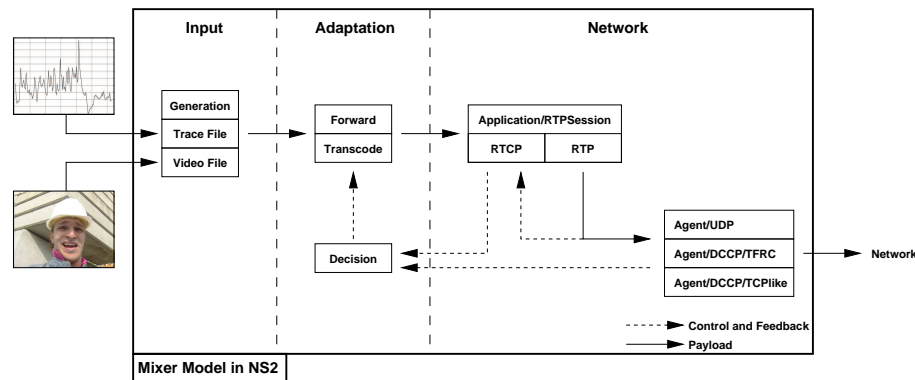 Input
Adaptation
Network
Generation
Trace File
Video File
Forward
Transcode
Application/RTPSession
RTCP
RTP
Decision
Agent/UDP
Agent/DCCP/TFRC
Agent/DCCP/TCPlike
Network
Control and Feedback
Payload
Mixer Model in NS2